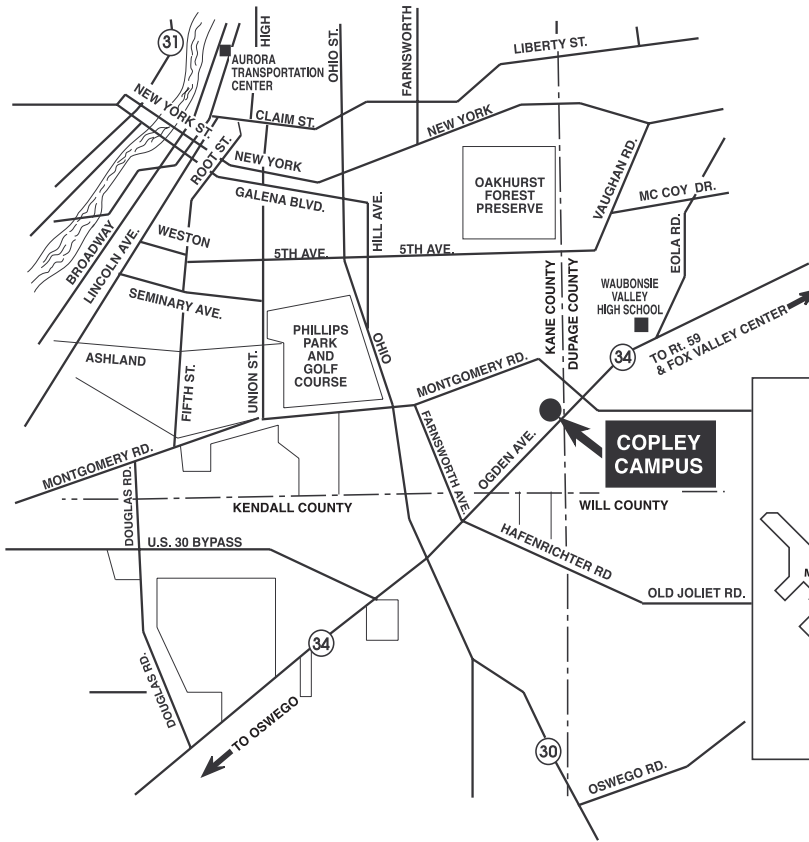 31
HIGH
OHIO ST.
FARNSWORTH
LIBERTY ST.
AURORA
TRANSPORTATION
CENTER
NEW YORK ST.
CLAIM ST.
NEW YORK
ROOT ST.
NEW YORK
GALENA BLVD.
OAKHURST
FOREST
PRESERVE
VAUGHAN RD.
MC COY DR.
HILL AVE.
EOLA RD.
WESTON
BROADWAY
LINCOLN AVE.
5TH AVE.
5TH AVE.
SEMINARY AVE.
KANE COUNTY
DUPAGE COUNTY
WAUBONSIE
VALLEY
HIGH SCHOOL
PHILLIPS
PARK
AND
GOLF
COURSE
OHIO
34
TO Rt. 59
& FOX VALLEY CENTER
ASHLAND
FIFTH ST.
UNION ST.
MONTGOMERY RD.
MONTGOMERY RD.
FARNSWORTH AVE.
OGDEN AVE.
COPLEY
CAMPUS
DOUGLAS RD.
KENDALL COUNTY
WILL COUNTY
U.S. 30 BYPASS
HAFENRICHTER RD
OLD JOLIET RD.
34
DOUGLAS RD.
TO OSWEGO
30
OSWEGO RD.